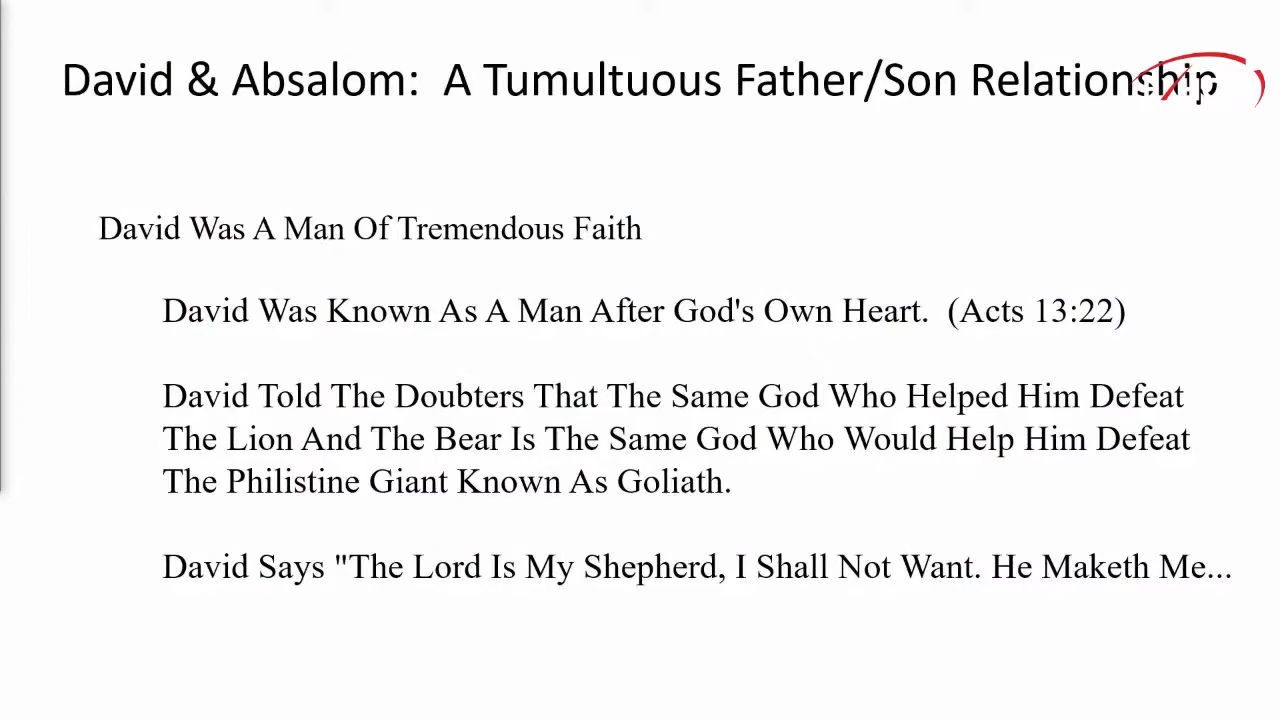 David & Absalom:  A Tumultuous Father/Son Relationship
David Was A Man Of Tremendous Faith
David Was Known As A Man After God's Own Heart.  (Acts 13:22)
David Told The Doubters That The Same God Who Helped Him Defeat
The Lion And The Bear Is The Same God Who Would Help Him Defeat
The Philistine Giant Known As Goliath.
David Says "The Lord Is My Shepherd, I Shall Not Want. He Maketh Me...